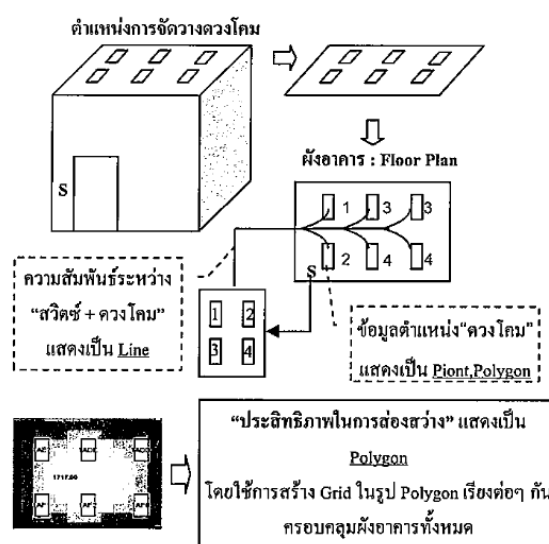 ตำแหน่งการจัดวางดวงโคม
S
ผังอาคาร : Floor Plan
1 3 3
2 4 4
S
ความสัมพันธ์ระหว่าง
“สวิตซ์ + ดวงโคม”
แสดงเป็น Line
1 2
3 4
ข้อมูลตำแหน่ง“ดวงโคม”
แสดงเป็น Piont,Polygon
1717.00
“ประสิทธิภาพในการส่องสว่าง” แสดงเป็น
Polygon
โดยใช้การสร้าง Grid ในรูป Polygon เรียงต่อๆ กัน
ครอบคลุมผังอาคารทั้งหมด